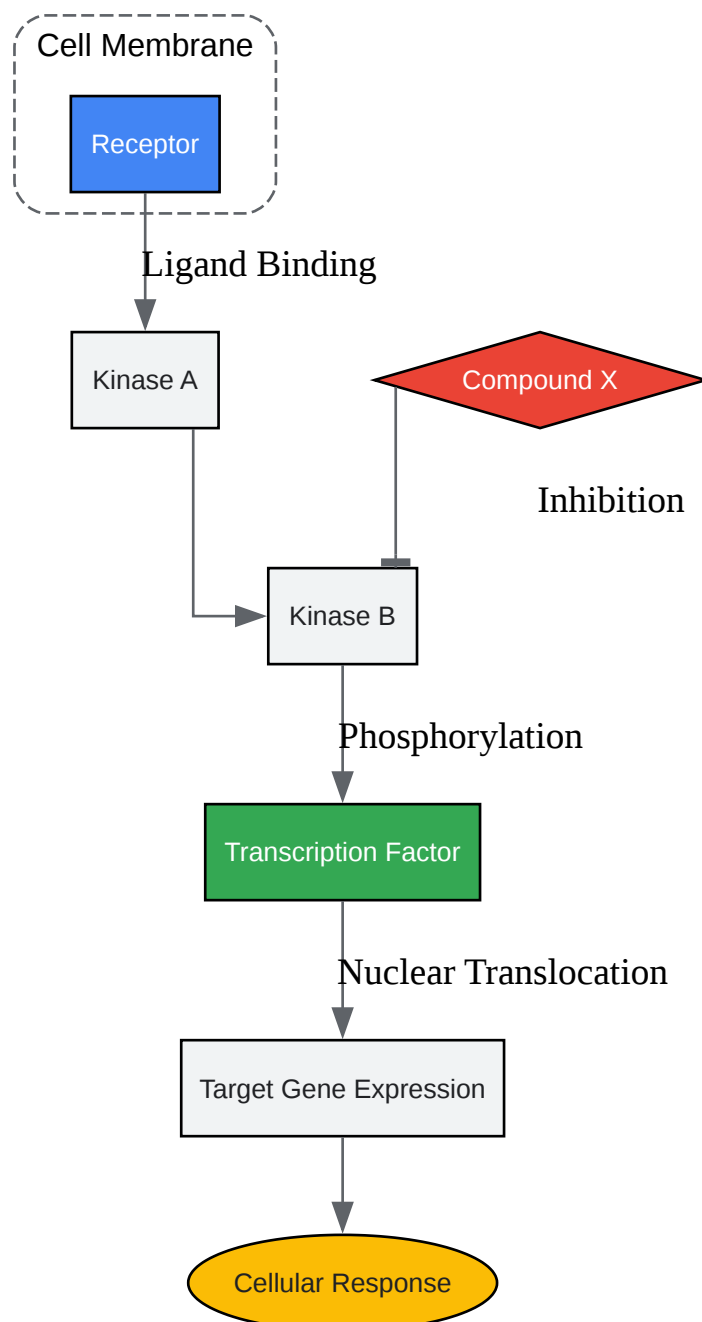 Cell Membrane
Receptor
Ligand Binding
Kinase A
Compound X
Inhibition
Kinase B
Phosphorylation
Transcription Factor
Nuclear Translocation
Target Gene Expression
Cellular Response